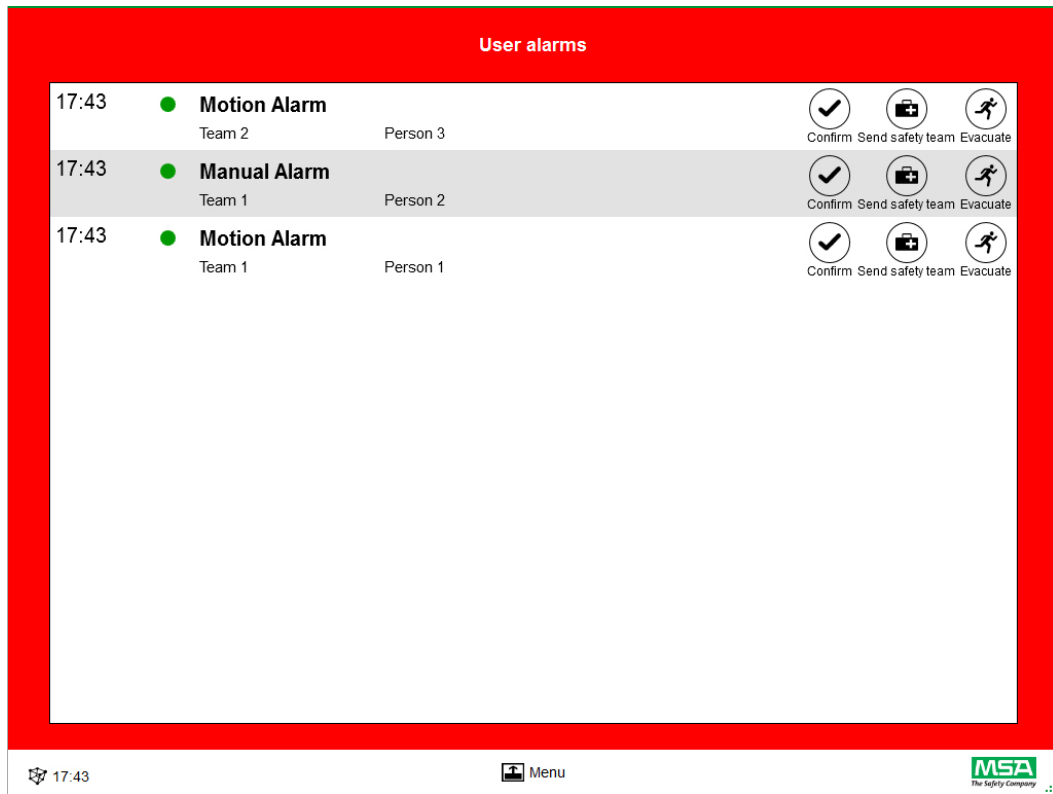 User alarms
17:43 Motion Alarm
Team 2 Person 3
Confirm Send safety team Evacuate
17:43 Manual Alarm
Team 1 Person 2
Confirm Send safety team Evacuate
17:43 Motion Alarm
Team 1 Person 1
Confirm Send safety team Evacuate
17:43 Menu MSA
The Safety Company